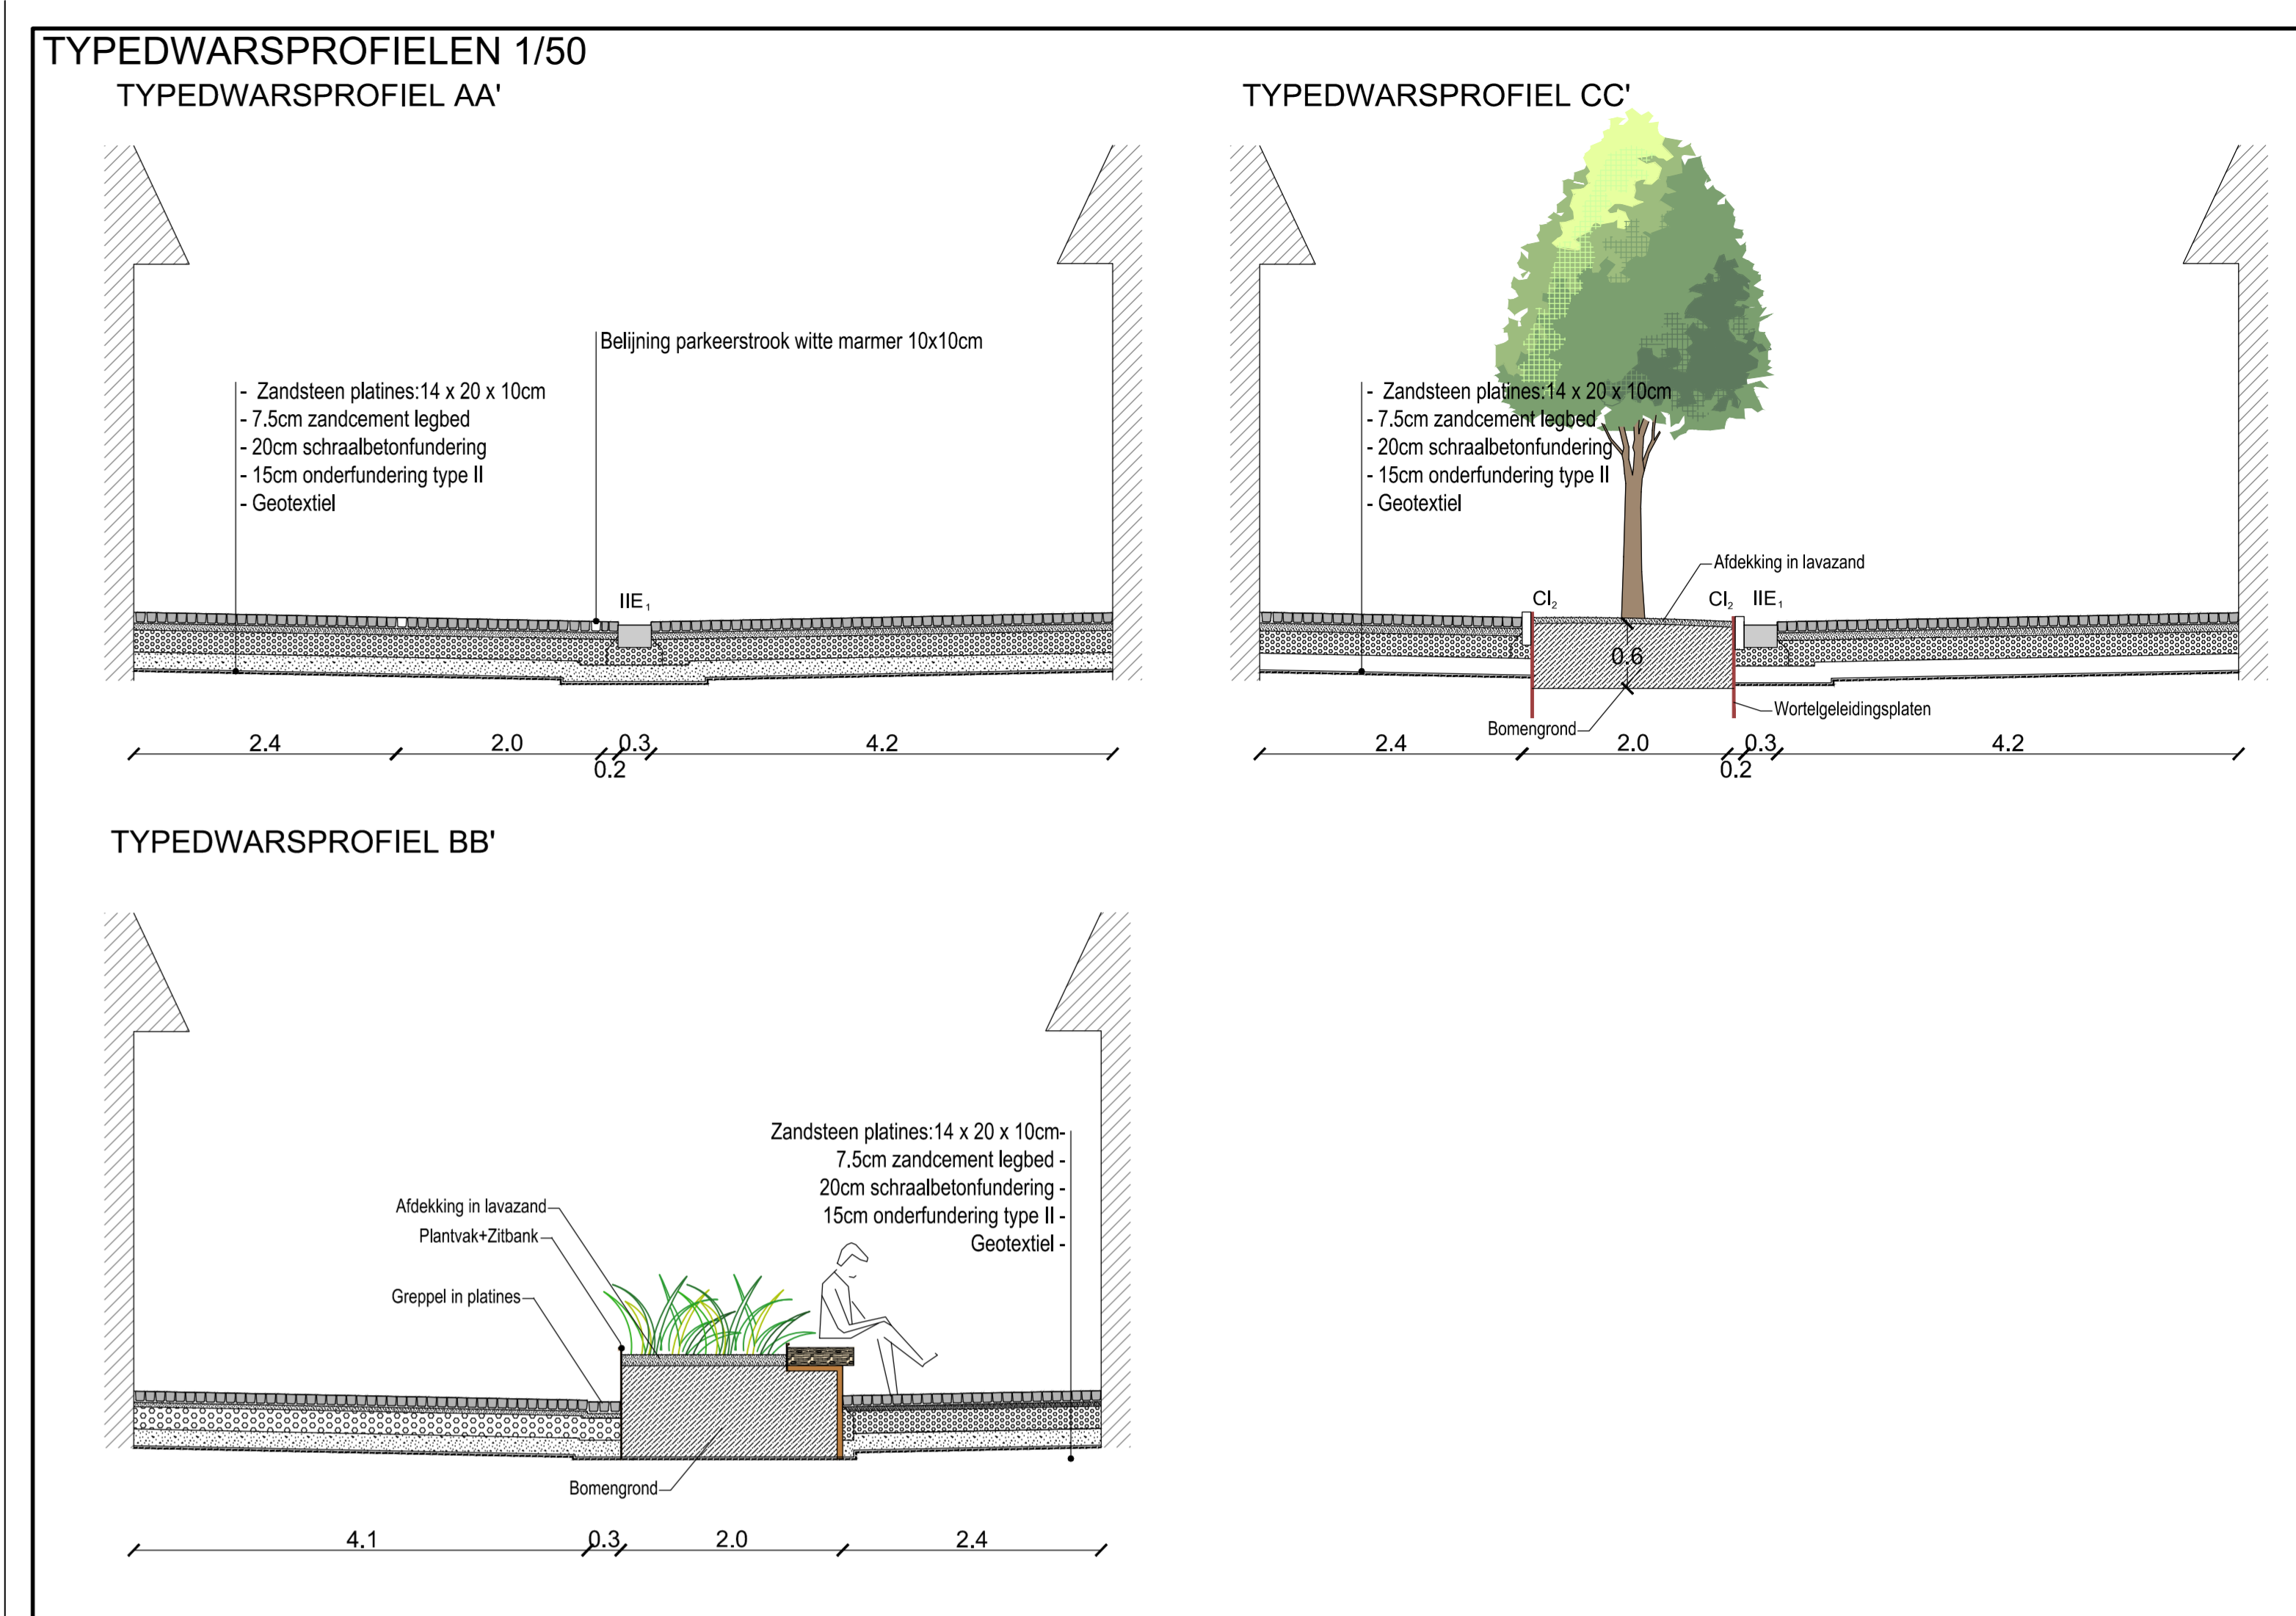 TYPEDWARSPROFIELEN 1/50
TYPEDWARSPROFIEL AA'
Belijning parkeerstrook witte marmer 10x10cm
- Zandsteen platines:14 x 20 x 10cm
- 7.5cm zandcement legbed
- 20cm schraalbetonfundering
- 15cm onderfundering type II
- Geotextiel
IIE₁
2.4 2.0 0.3 4.2
0.2
TYPEDWARSPROFIEL CC'
- Zandsteen platines:14 x 20 x 10cm
- 7.5cm zandcement legbed
- 20cm schraalbetonfundering
- 15cm onderfundering type II
- Geotextiel
Afdekking in lavazand
CI₂ CI₂ IIE₁
0.6
Wortelgeleidingsplaten
Bomengrond
2.4 2.0 0.3 4.2
0.2
TYPEDWARSPROFIEL BB'
Zandsteen platines:14 x 20 x 10cm-
7.5cm zandcement legbed -
20cm schraalbetonfundering -
15cm onderfundering type II -
Geotextiel -
Afdekking in lavazand
Plantvak+Zitbank
Greppel in platines
Bomengrond
4.1 0.3 2.0 2.4